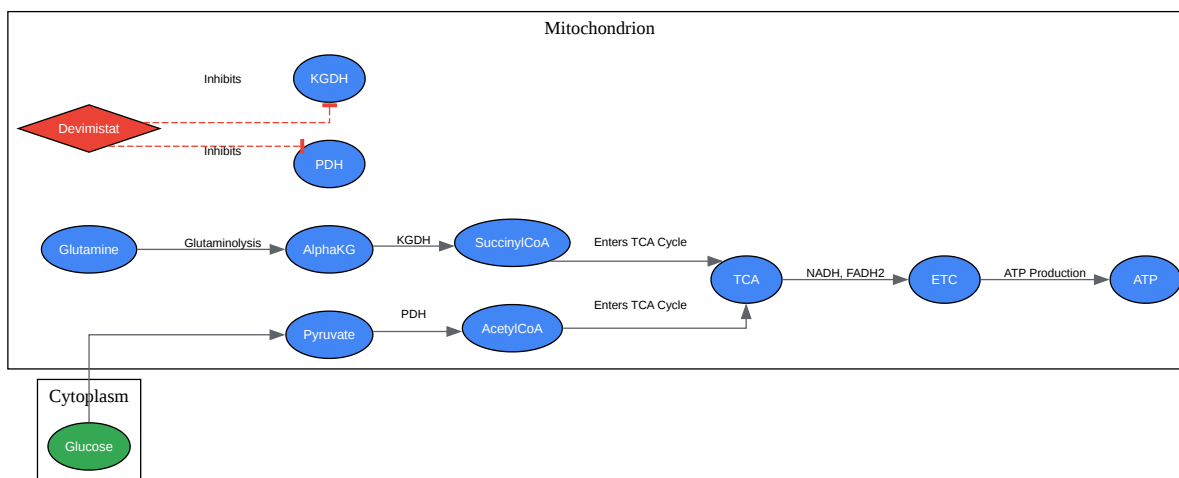 Mitochondrion
Inhibits
KGDH
Devimistat
Inhibits
PDH
Glutamine
Glutaminolysis
AlphaKG
KGDH
SuccinylCoA
Enters TCA Cycle
TCA
NADH, FADH2
ETC
ATP Production
ATP
Pyruvate
PDH
AcetylCoA
Enters TCA Cycle
Cytoplasm
Glucose